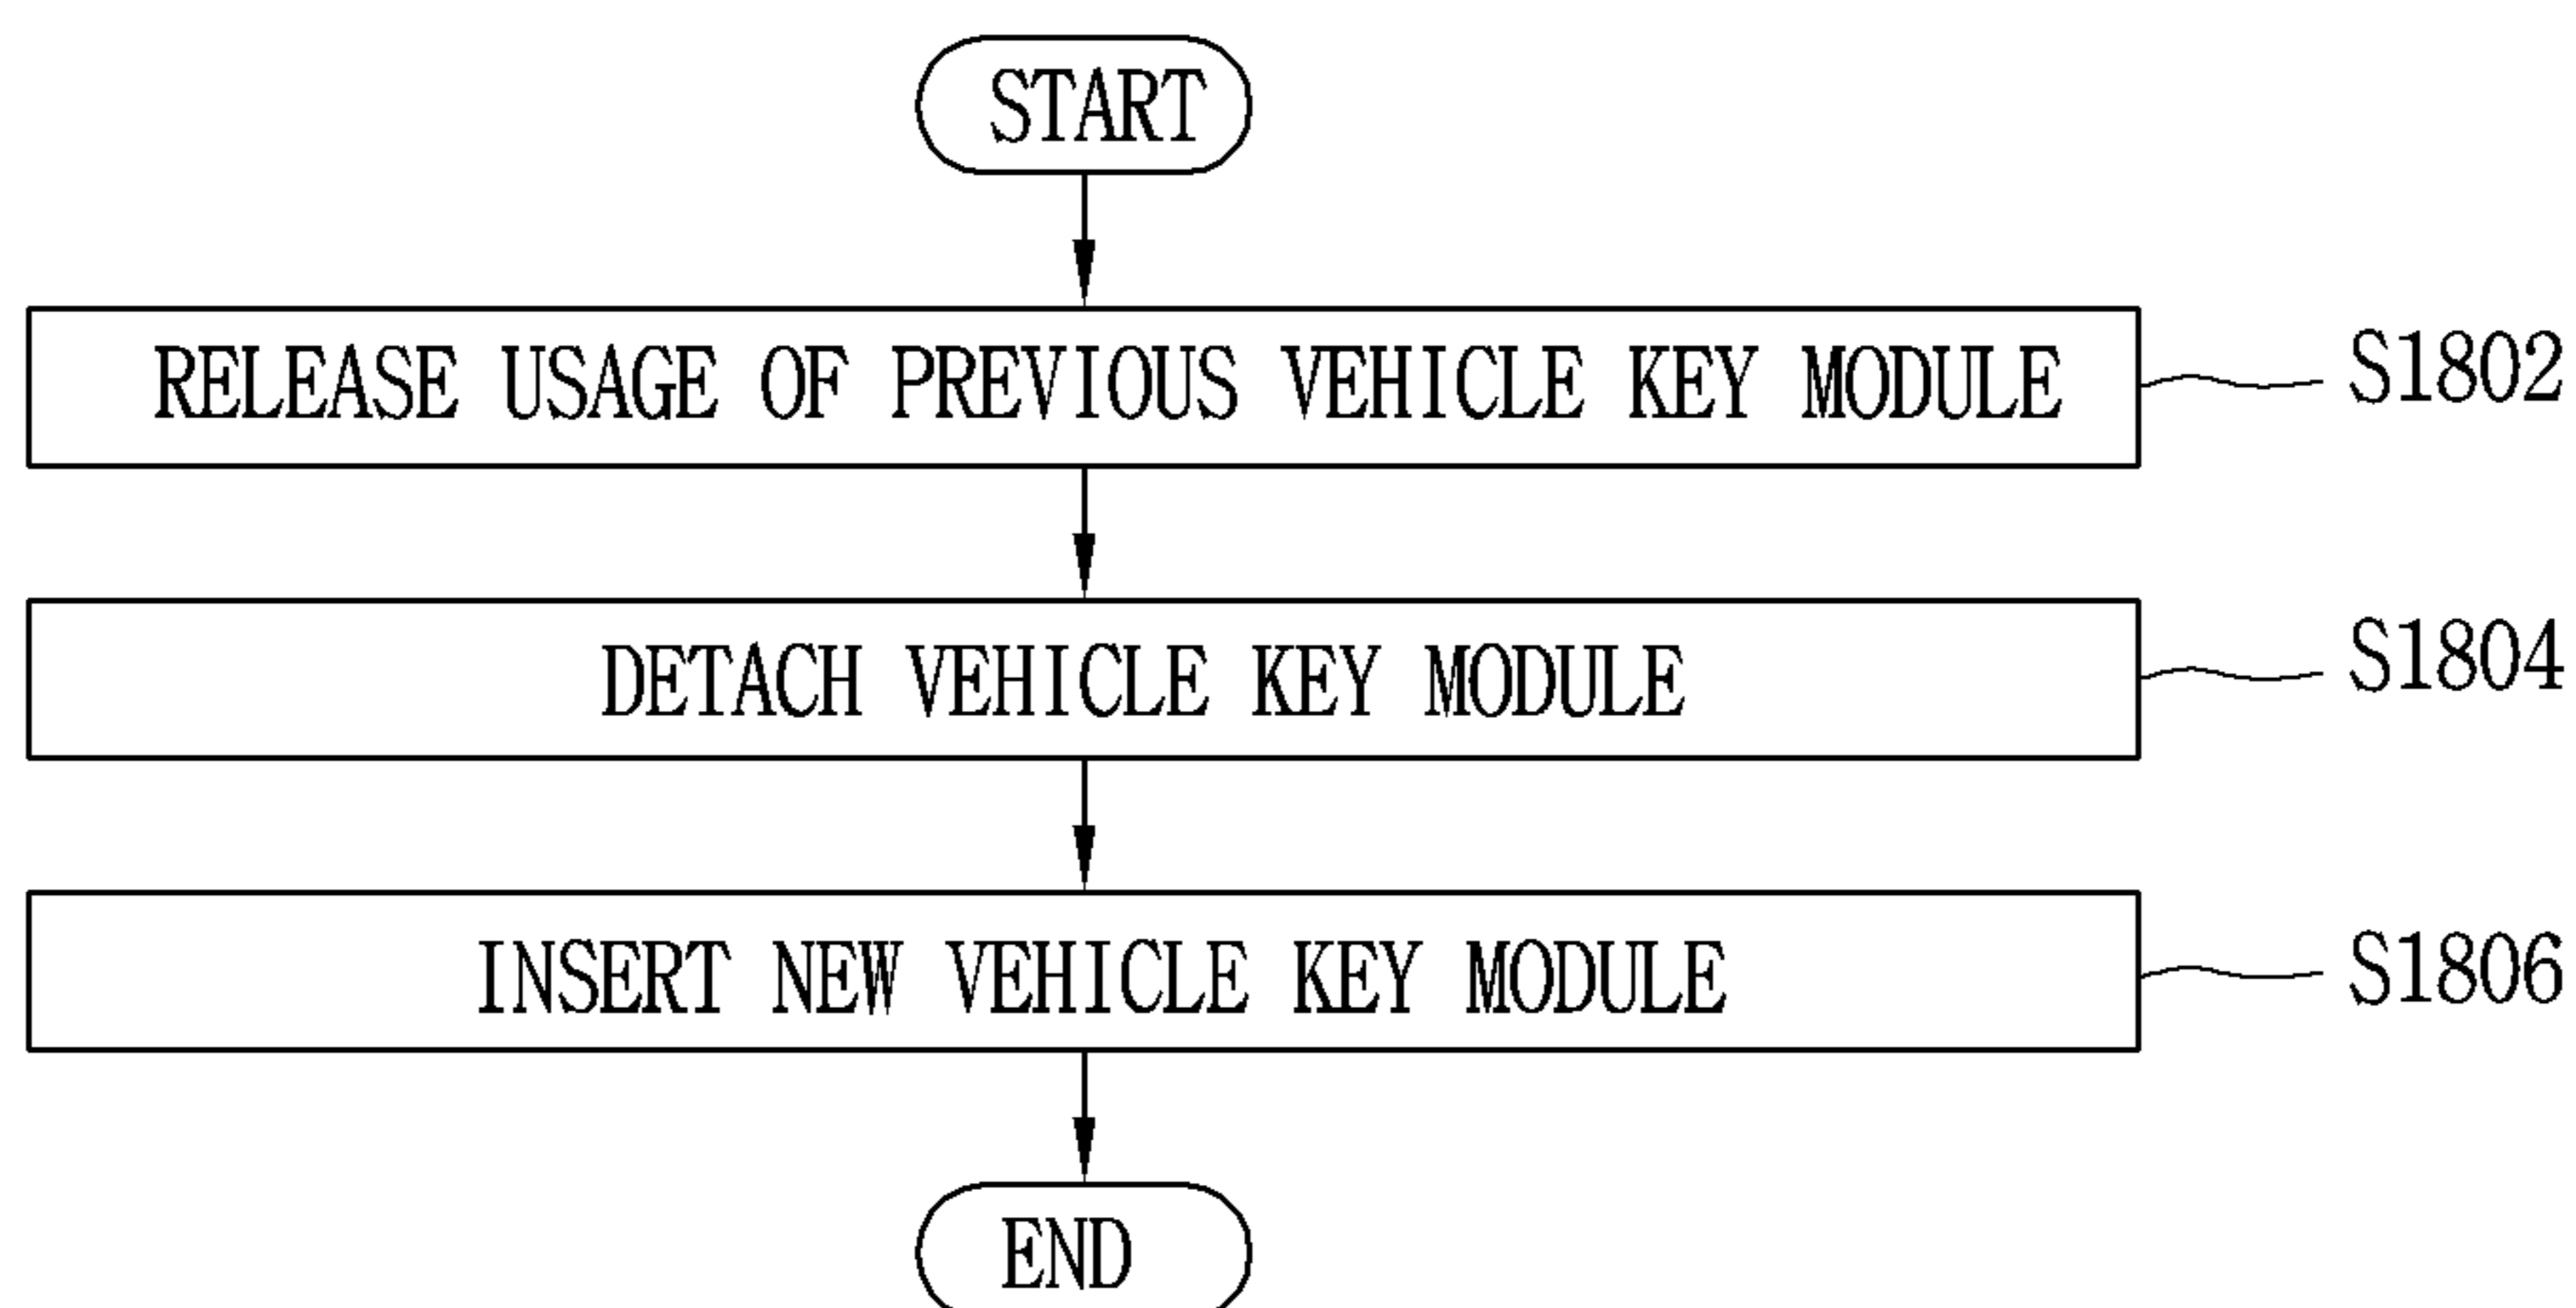 START
RELEASE USAGE OF PREVIOUS VEHICLE KEY MODULE S1802
DETACH VEHICLE KEY MODULE S1804
INSERT NEW VEHICLE KEY MODULE S1806
END